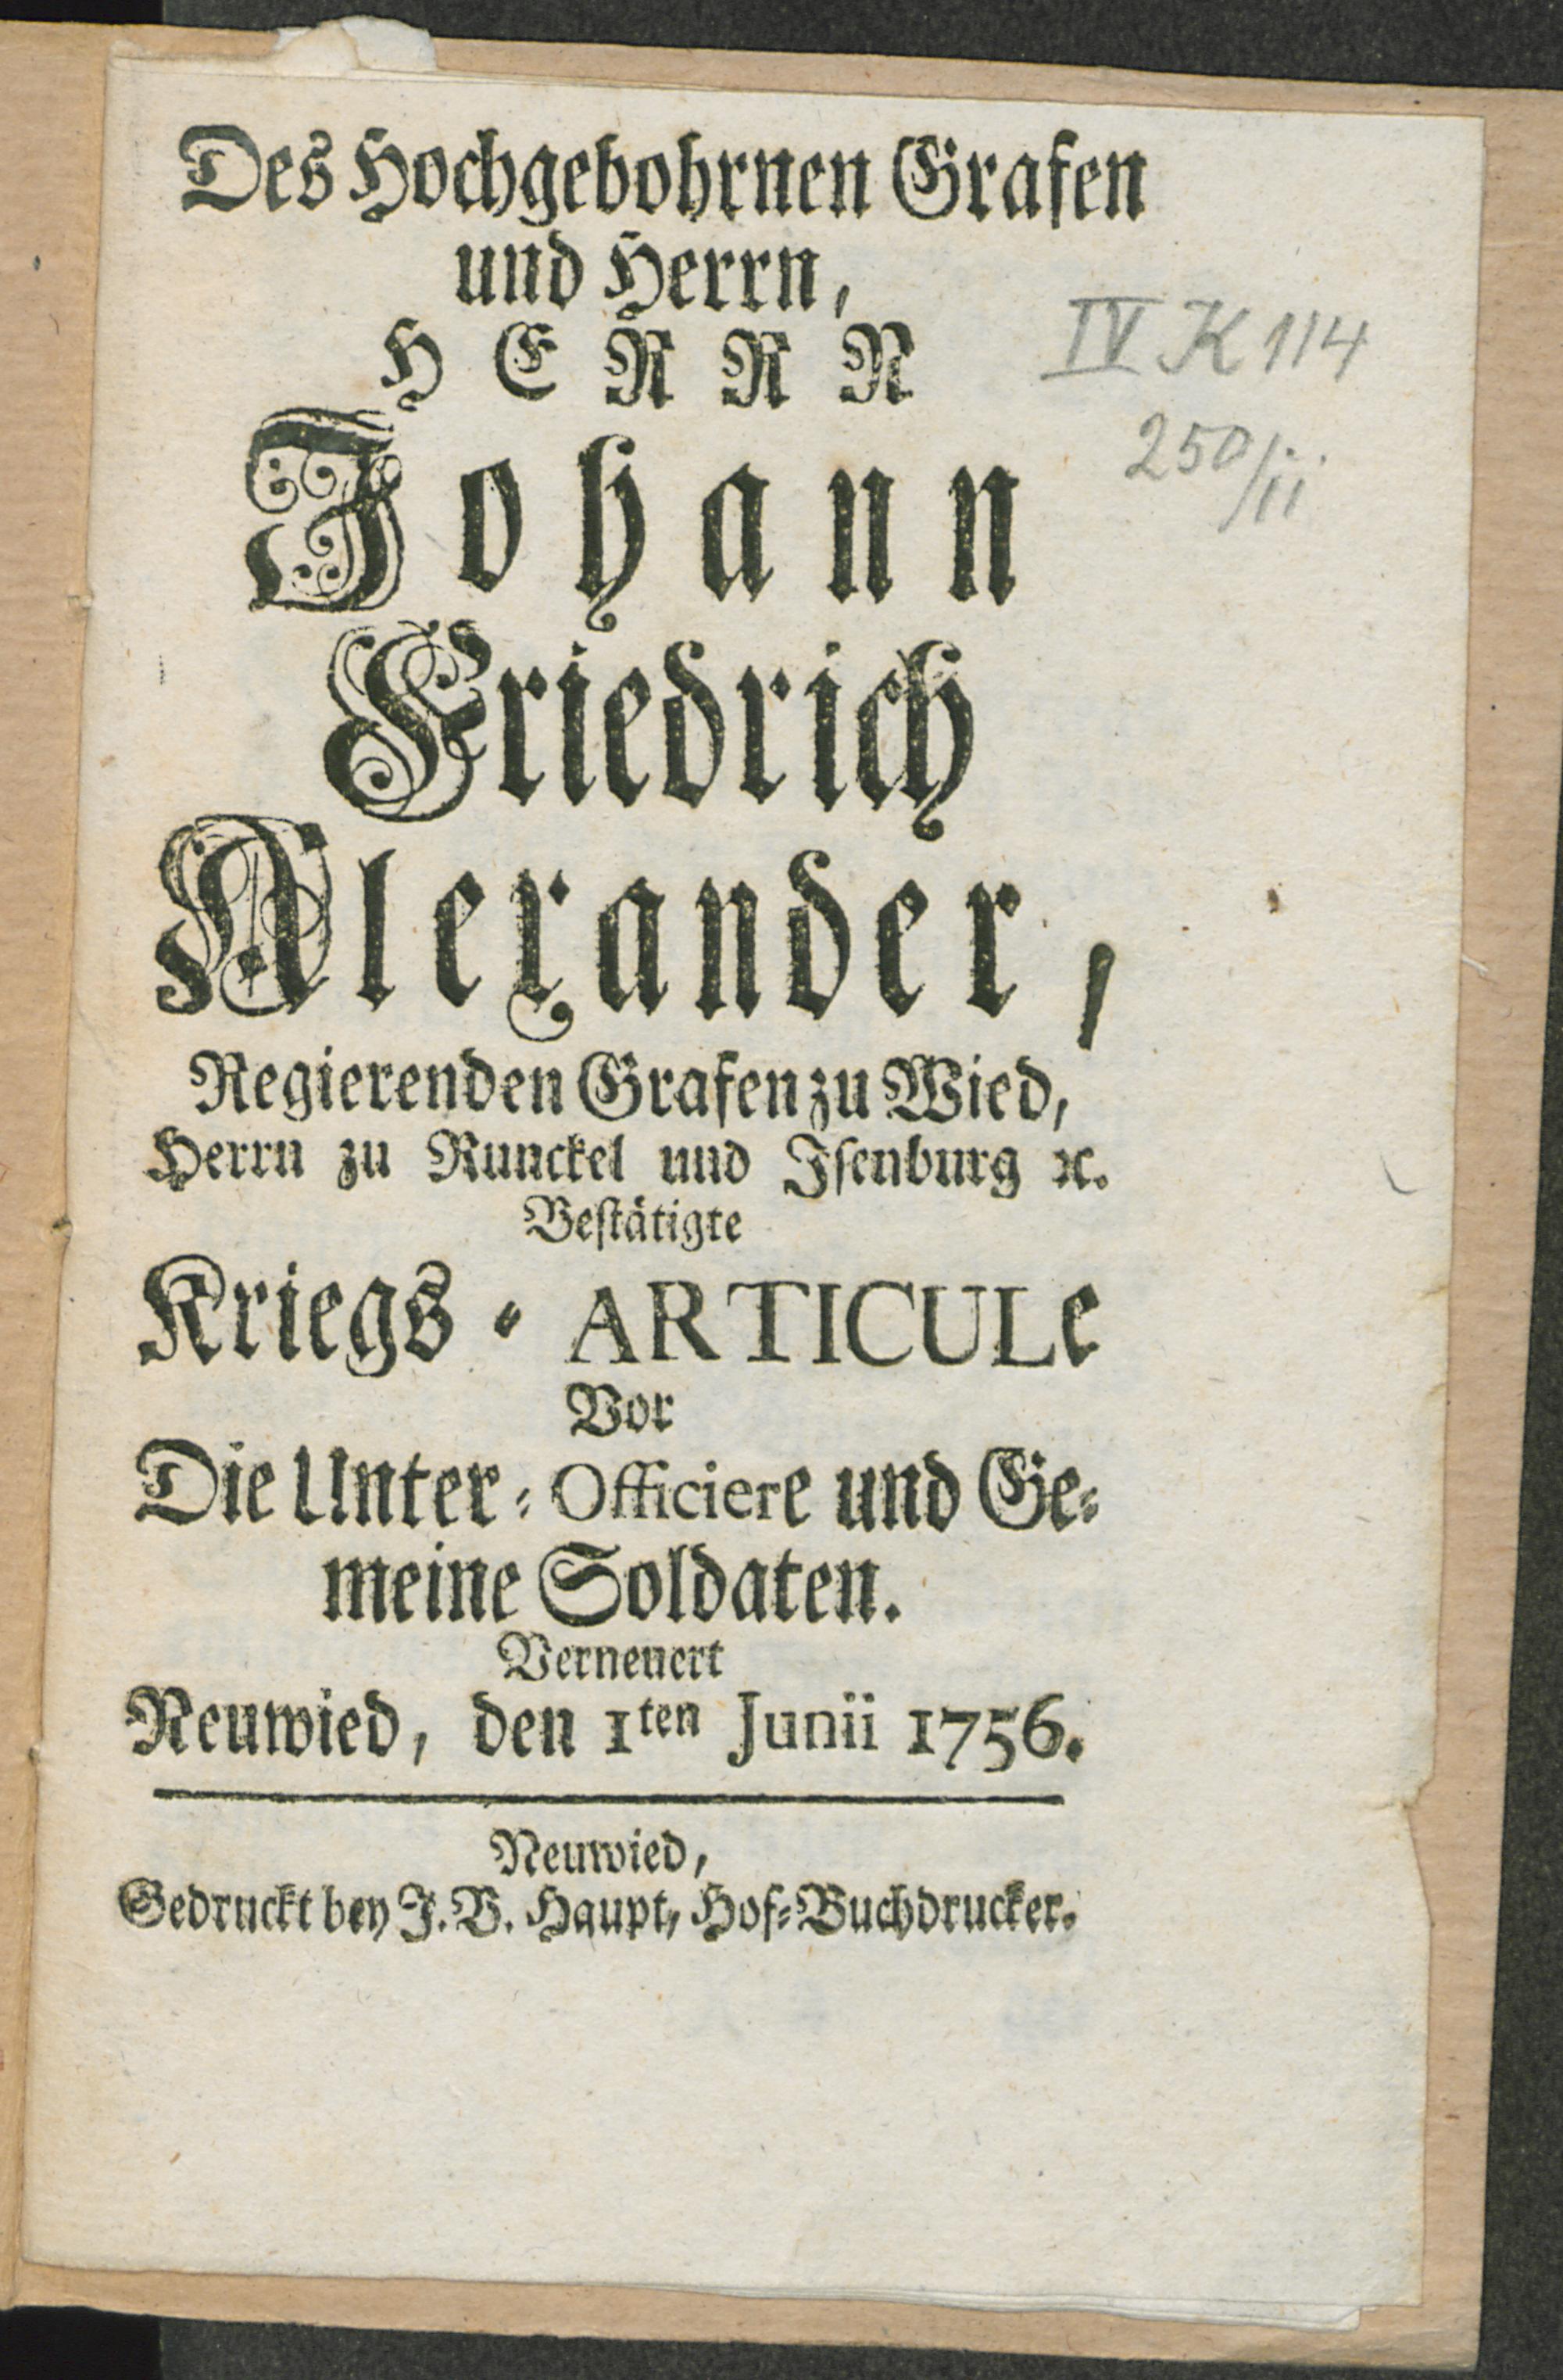 Des Hochgebohrnen Grafen
und Herrn,
HERRN
Johann
Friedrich
Alexander,
Regierenden Grafen zu Wied,
Herrn zu Runckel und Isenburg ꝛc.
Bestätigte
Kriegs-ARTICULe
Vor
Die Unter-Officiere und Ge-
meine Soldaten.
Verneuert
Neuwied, den 1ten Junii 1756.
Neuwied,
Gedruckt bey J. B. Haupt, Hof-Buchdrucker.
IV K 114
250/II